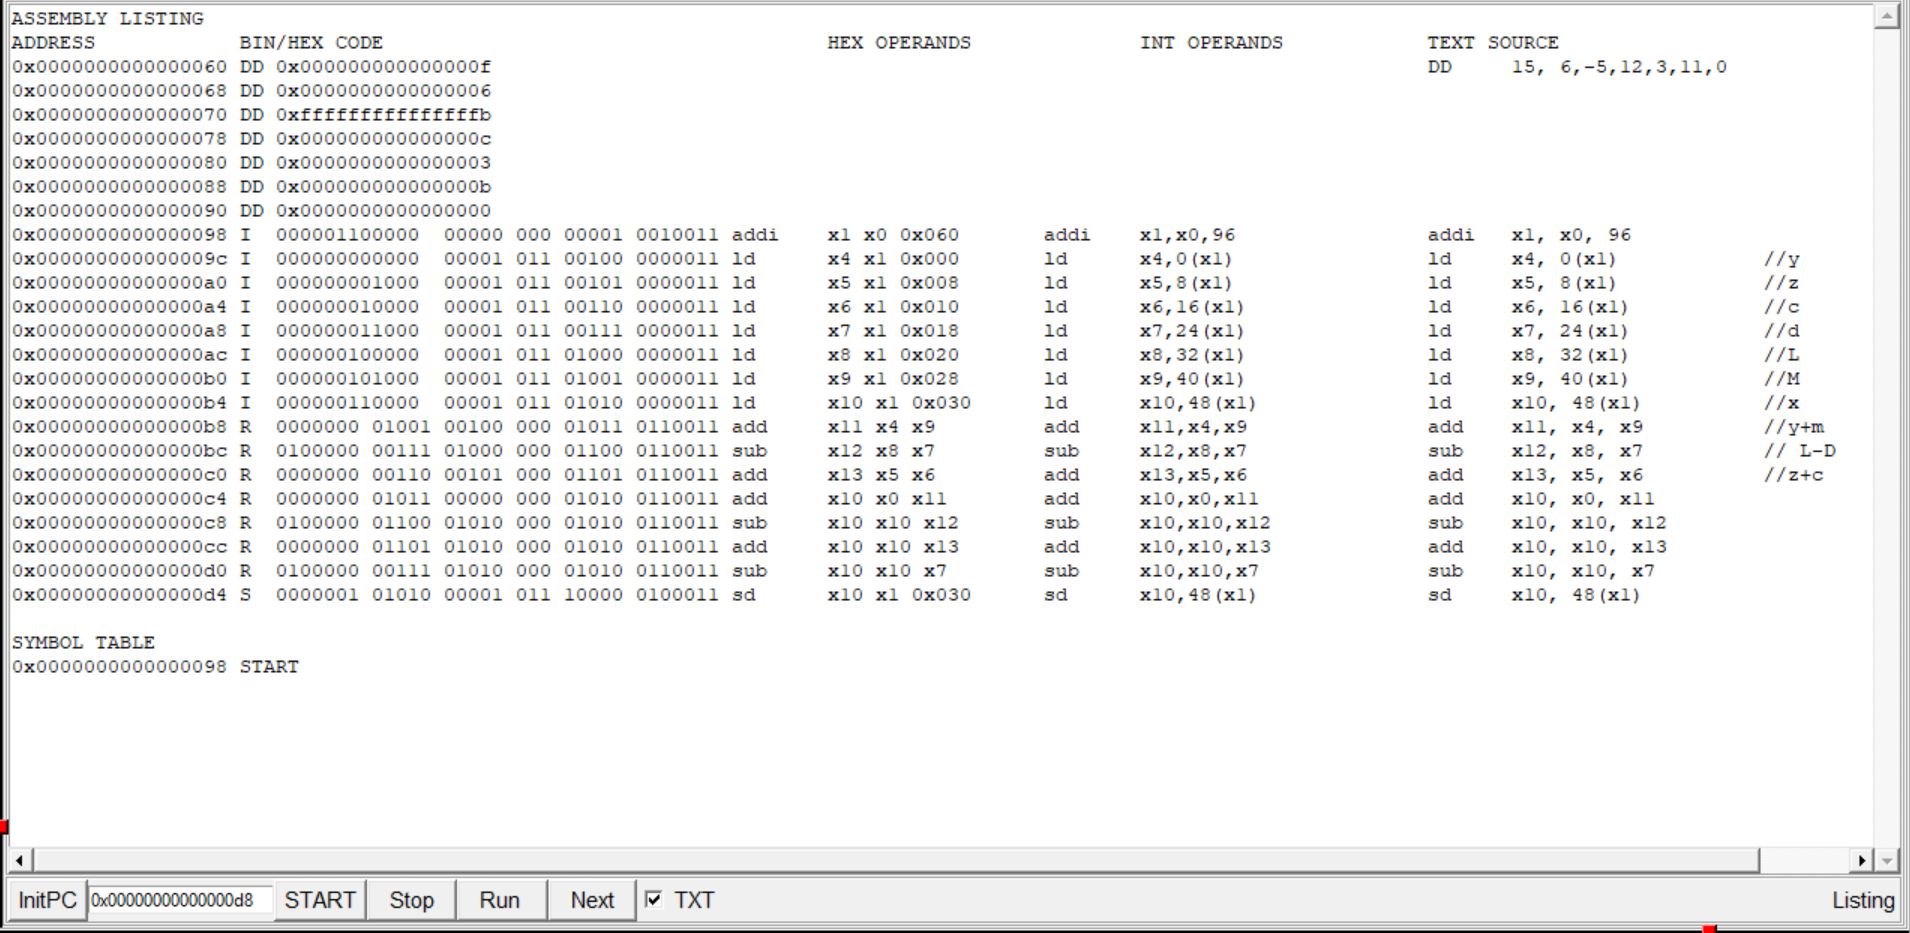 ASSEMBLY LISTING
ADDRESS BIN/HEX CODE HEX OPERANDS INT OPERANDS TEXT SOURCE
0x0000000000000060 DD 0x000000000000000f DD 15, 6,-5,12,3,11,0
0x0000000000000068 DD 0x0000000000000006
0x0000000000000070 DD 0xfffffffffffffffb
0x0000000000000078 DD 0x000000000000000c
0x0000000000000080 DD 0x0000000000000003
0x0000000000000088 DD 0x000000000000000b
0x0000000000000090 DD 0x0000000000000000
0x0000000000000098 I 000001100000 00000 000 00001 0010011 addi x1 x0 0x060 addi x1,x0,96 addi x1, x0, 96
0x000000000000009c I 000000000000 00001 011 00100 0000011 ld x4 x1 0x000 ld x4,0(x1) ld x4, 0(x1) //y
0x00000000000000a0 I 000000001000 00001 011 00101 0000011 ld x5 x1 0x008 ld x5,8(x1) ld x5, 8(x1) //z
0x00000000000000a4 I 000000010000 00001 011 00110 0000011 ld x6 x1 0x010 ld x6,16(x1) ld x6, 16(x1) //c
0x00000000000000a8 I 000000011000 00001 011 00111 0000011 ld x7 x1 0x018 ld x7,24(x1) ld x7, 24(x1) //d
0x00000000000000ac I 000000100000 00001 011 01000 0000011 ld x8 x1 0x020 ld x8,32(x1) ld x8, 32(x1) //L
0x00000000000000b0 I 000000101000 00001 011 01001 0000011 ld x9 x1 0x028 ld x9,40(x1) ld x9, 40(x1) //M
0x00000000000000b4 I 000000110000 00001 011 01010 0000011 ld x10 x1 0x030 ld x10,48(x1) ld x10, 48(x1) //x
0x00000000000000b8 R 0000000 01001 00100 000 01011 0110011 add x11 x4 x9 add x11,x4,x9 add x11, x4, x9 //y+m
0x00000000000000bc R 0100000 00111 01000 000 01100 0110011 sub x12 x8 x7 sub x12,x8,x7 sub x12, x8, x7 // L-D
0x00000000000000c0 R 0000000 00110 00101 000 01101 0110011 add x13 x5 x6 add x13,x5,x6 add x13, x5, x6 //z+c
0x00000000000000c4 R 0000000 01011 00000 000 01010 0110011 add x10 x0 x11 add x10,x0,x11 add x10, x0, x11
0x00000000000000c8 R 0100000 01100 01010 000 01010 0110011 sub x10 x10 x12 sub x10,x10,x12 sub x10, x10, x12
0x00000000000000cc R 0000000 01101 01010 000 01010 0110011 add x10 x10 x13 add x10,x10,x13 add x10, x10, x13
0x00000000000000d0 R 0100000 00111 01010 000 01010 0110011 sub x10 x10 x7 sub x10,x10,x7 sub x10, x10, x7
0x00000000000000d4 S 0000001 01010 00001 011 10000 0100011 sd x10 x1 0x030 sd x10,48(x1) sd x10, 48(x1)
SYMBOL TABLE
0x0000000000000098 START
InitPC 0x00000000000000d8 START Stop Run Next TXT Listing